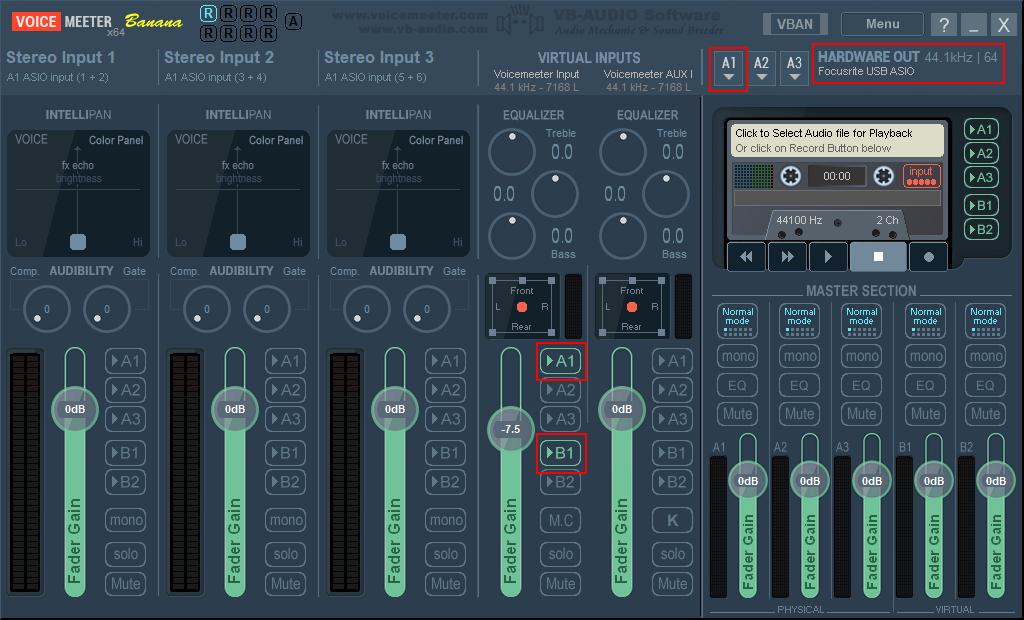 VOICE MEETER Banana
x64
R R R R
R R R R
A
www.voicemeeter.com
www.vb-audio.com
VB-AUDIO Software
Audio Mechanic & Sound Breeder
VBAN
Menu
? _ X
Stereo Input 1
A1 ASIO input (1 + 2)
Stereo Input 2
A1 ASIO input (3 + 4)
Stereo Input 3
A1 ASIO input (5 + 6)
VIRTUAL INPUTS
Voicemeeter Input
44.1 kHz - 7168 L
Voicemeeter AUX I
44.1 kHz - 7168 L
A1 A2 A3
HARDWARE OUT 44.1kHz | 64
Focusrite USB ASIO
INTELLIPAN
VOICE Color Panel
fx echo
brightness
Lo Hi
Comp. AUDIBILITY Gate
0 0
0dB
Fader Gain
A1
A2
A3
B1
B2
mono
solo
Mute
INTELLIPAN
VOICE Color Panel
fx echo
brightness
Lo Hi
Comp. AUDIBILITY Gate
0 0
0dB
Fader Gain
A1
A2
A3
B1
B2
mono
solo
Mute
INTELLIPAN
VOICE Color Panel
fx echo
brightness
Lo Hi
Comp. AUDIBILITY Gate
0 0
0dB
Fader Gain
A1
A2
A3
B1
B2
mono
solo
Mute
EQUALIZER
Treble
0.0
0.0
0.0
Bass
Front
L R
Rear
-7.5
Fader Gain
A1
A2
A3
B1
B2
M.C
solo
Mute
EQUALIZER
Treble
0.0
0.0
0.0
Bass
Front
L R
Rear
0dB
Fader Gain
A1
A2
A3
B1
B2
K
solo
Mute
Click to Select Audio file for Playback
Or click on Record Button below
00:00
input
44100 Hz 2 Ch
A1
A2
A3
B1
B2
MASTER SECTION
Normal mode Normal mode Normal mode Normal mode Normal mode
mono mono mono mono mono
EQ EQ EQ EQ EQ
Mute Mute Mute Mute Mute
A1 A2 A3 B1 B2
0dB 0dB 0dB 0dB 0dB
Fader Gain Fader Gain Fader Gain Fader Gain Fader Gain
PHYSICAL VIRTUAL